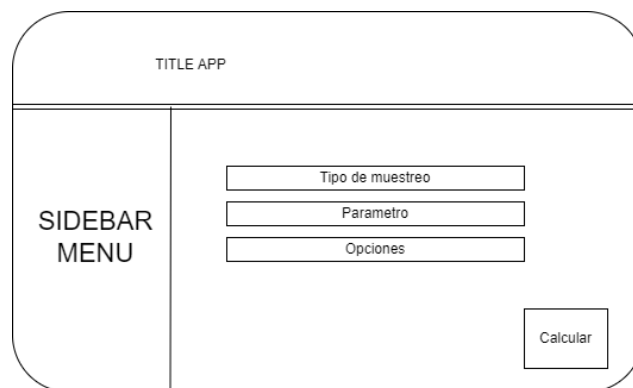 TITLE APP
SIDEBAR
MENU
Tipo de muestreo
Parametro
Opciones
Calcular